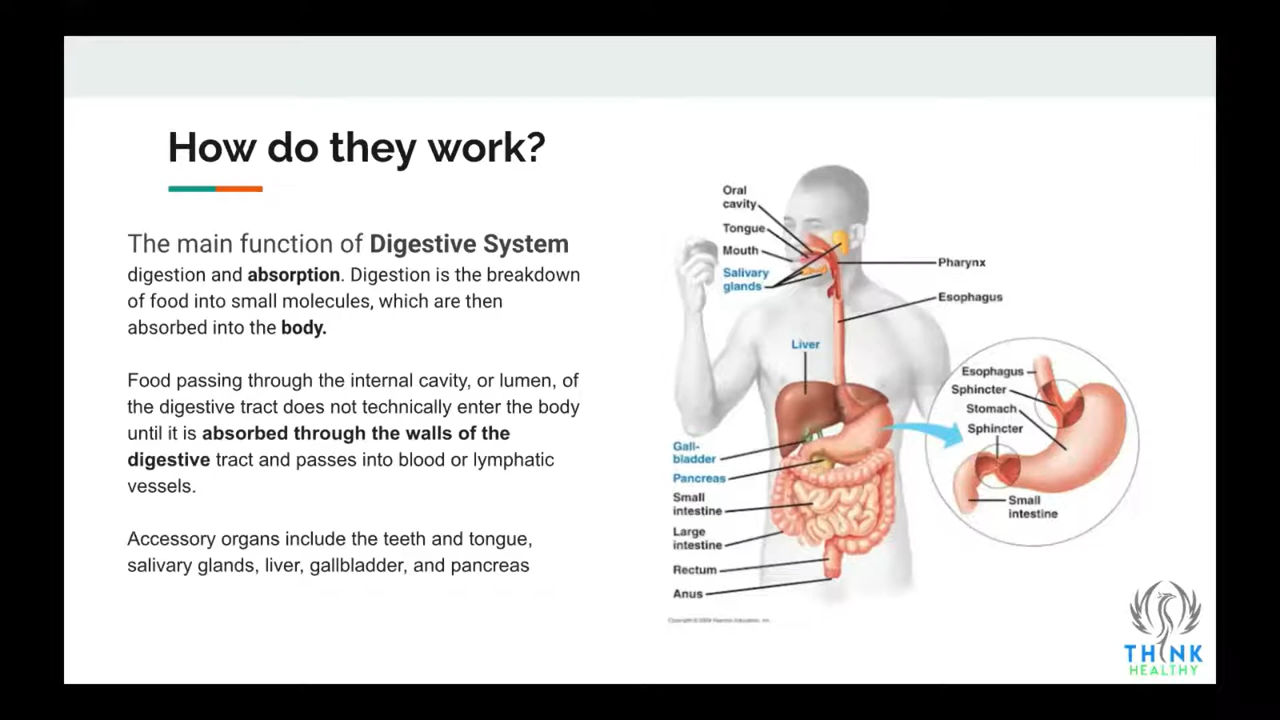 How do they work?
The main function of Digestive System
digestion and absorption. Digestion is the breakdown
of food into small molecules, which are then
absorbed into the body.
Food passing through the internal cavity, or lumen, of
the digestive tract does not technically enter the body
until it is absorbed through the walls of the
digestive tract and passes into blood or lymphatic
vessels.
Accessory organs include the teeth and tongue,
salivary glands, liver, gallbladder, and pancreas
Oral
cavity
Tongue
Mouth
Salivary
glands
Pharynx
Esophagus
Liver
Gall-
bladder
Pancreas
Small
intestine
Large
intestine
Rectum
Anus
Esophagus
Sphincter
Stomach
Sphincter
Small
intestine
Copyright © 2009 Pearson Education, Inc.
THINK
HEALTHY